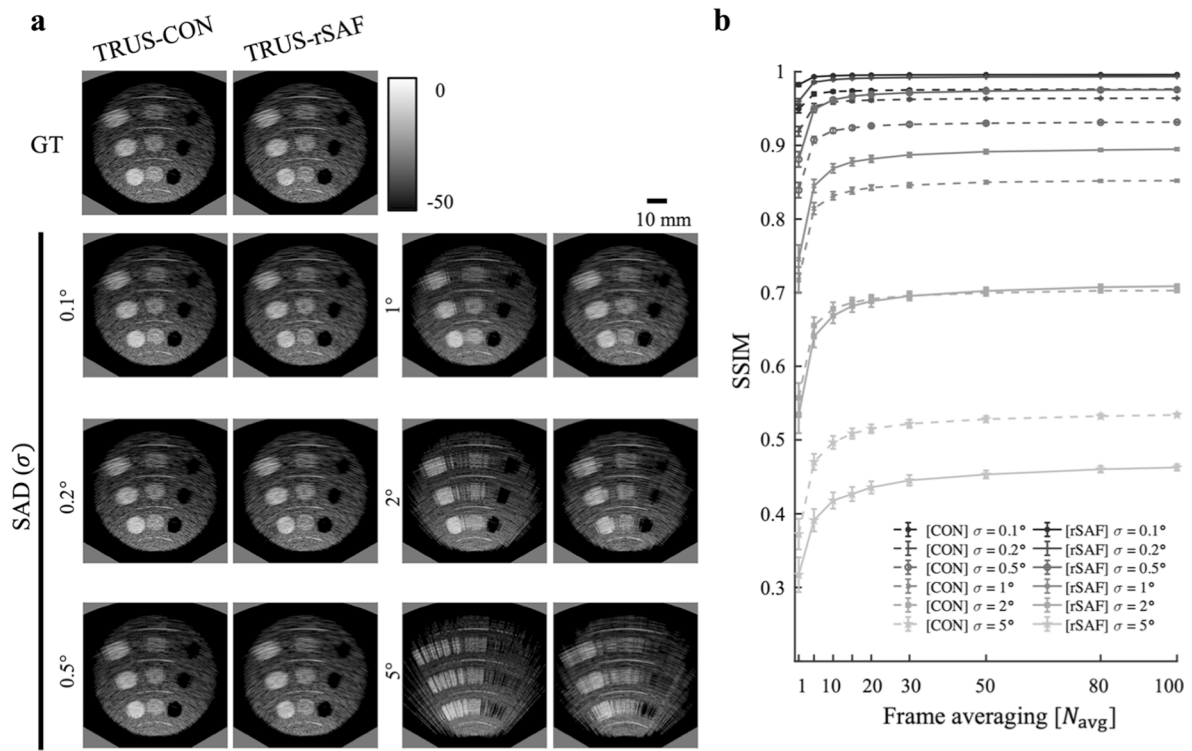 a
TRUS-CON
TRUS-rSAF
GT
0
-50
10 mm
SAD (σ)
0.1°
1°
0.2°
2°
0.5°
5°
b
SSIM
1
0.9
0.8
0.7
0.6
0.5
0.4
0.3
[CON] σ = 0.1° [rSAF] σ = 0.1°
[CON] σ = 0.2° [rSAF] σ = 0.2°
[CON] σ = 0.5° [rSAF] σ = 0.5°
[CON] σ = 1° [rSAF] σ = 1°
[CON] σ = 2° [rSAF] σ = 2°
[CON] σ = 5° [rSAF] σ = 5°
1 10 20 30 50 80 100
Frame averaging [Navg]